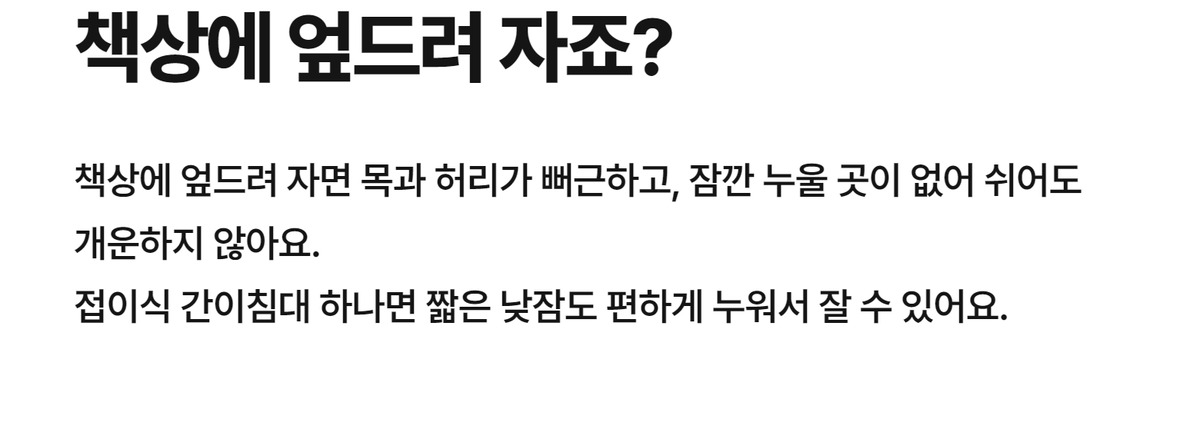 책상에 엎드려 자죠?
책상에 엎드려 자면 목과 허리가 뻐근하고, 잠깐 누울 곳이 없어 쉬어도
개운하지 않아요.
접이식 간이침대 하나면 짧은 낮잠도 편하게 누워서 잘 수 있어요.